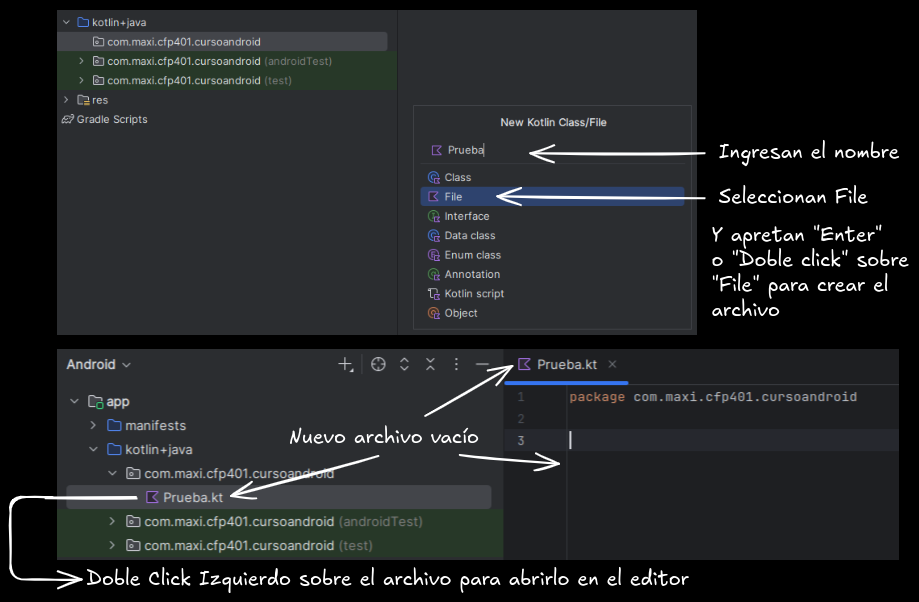 kotlin+java
com.maxi.cfp401.cursoandroid
com.maxi.cfp401.cursoandroid (androidTest)
com.maxi.cfp401.cursoandroid (test)
res
Gradle Scripts
New Kotlin Class/File
Prueba
Class
File
Interface
Data class
Enum class
Annotation
Kotlin script
Object
Ingresan el nombre
Seleccionan File
Y apretan "Enter"
o "Doble click" sobre
"File" para crear el
archivo
Android
app
manifests
kotlin+java
com.maxi.cfp401.cursoandroid
Prueba.kt
com.maxi.cfp401.cursoandroid (androidTest)
com.maxi.cfp401.cursoandroid (test)
Prueba.kt
1 package com.maxi.cfp401.cursoandroid
2
3
Nuevo archivo vacío
Doble Click Izquierdo sobre el archivo para abrirlo en el editor